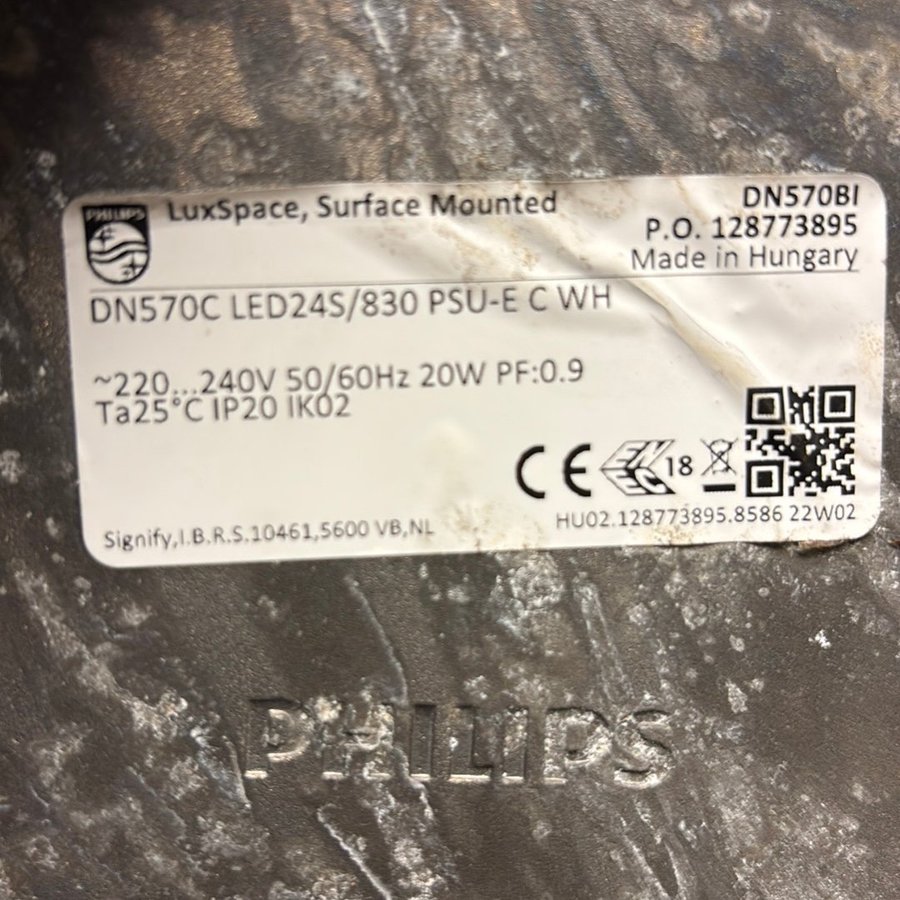 PHILIPS
LuxSpace, Surface Mounted
DN570BI
P.O. 128773895
Made in Hungary
DN570C LED24S/830 PSU-E C WH
~220...240V 50/60Hz 20W PF:0.9
Ta25°C IP20 IK02
CE ENEC 18
Signify,I.B.R.S.10461,5600 VB,NL
HU02.128773895.8586 22W02
PHILIPS